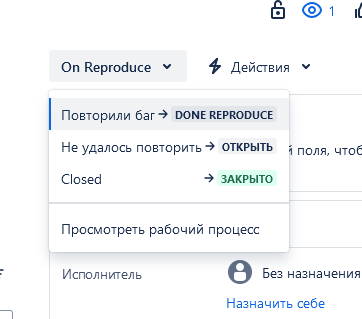 1
On Reproduce
Действия
Повторили баг → DONE REPRODUCE
Не удалось повторить → ОТКРЫТЬ
й поля, чтоб
Closed → ЗАКРЫТО
Просмотреть рабочий процесс
Исполнитель
Без назначения
Назначить себе